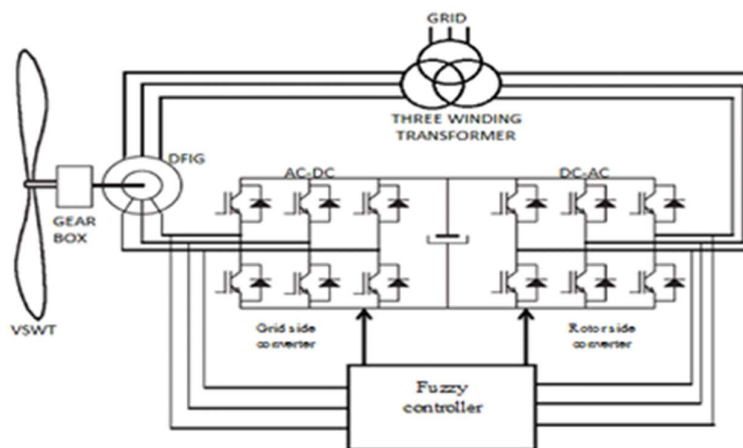 GRID
THREE WINDING
TRANSFORMER
DFIG
AC-DC
DC-AC
GEAR
BOX
VSWT
Grid side
converter
Rotor side
converter
Fuzzy
controller